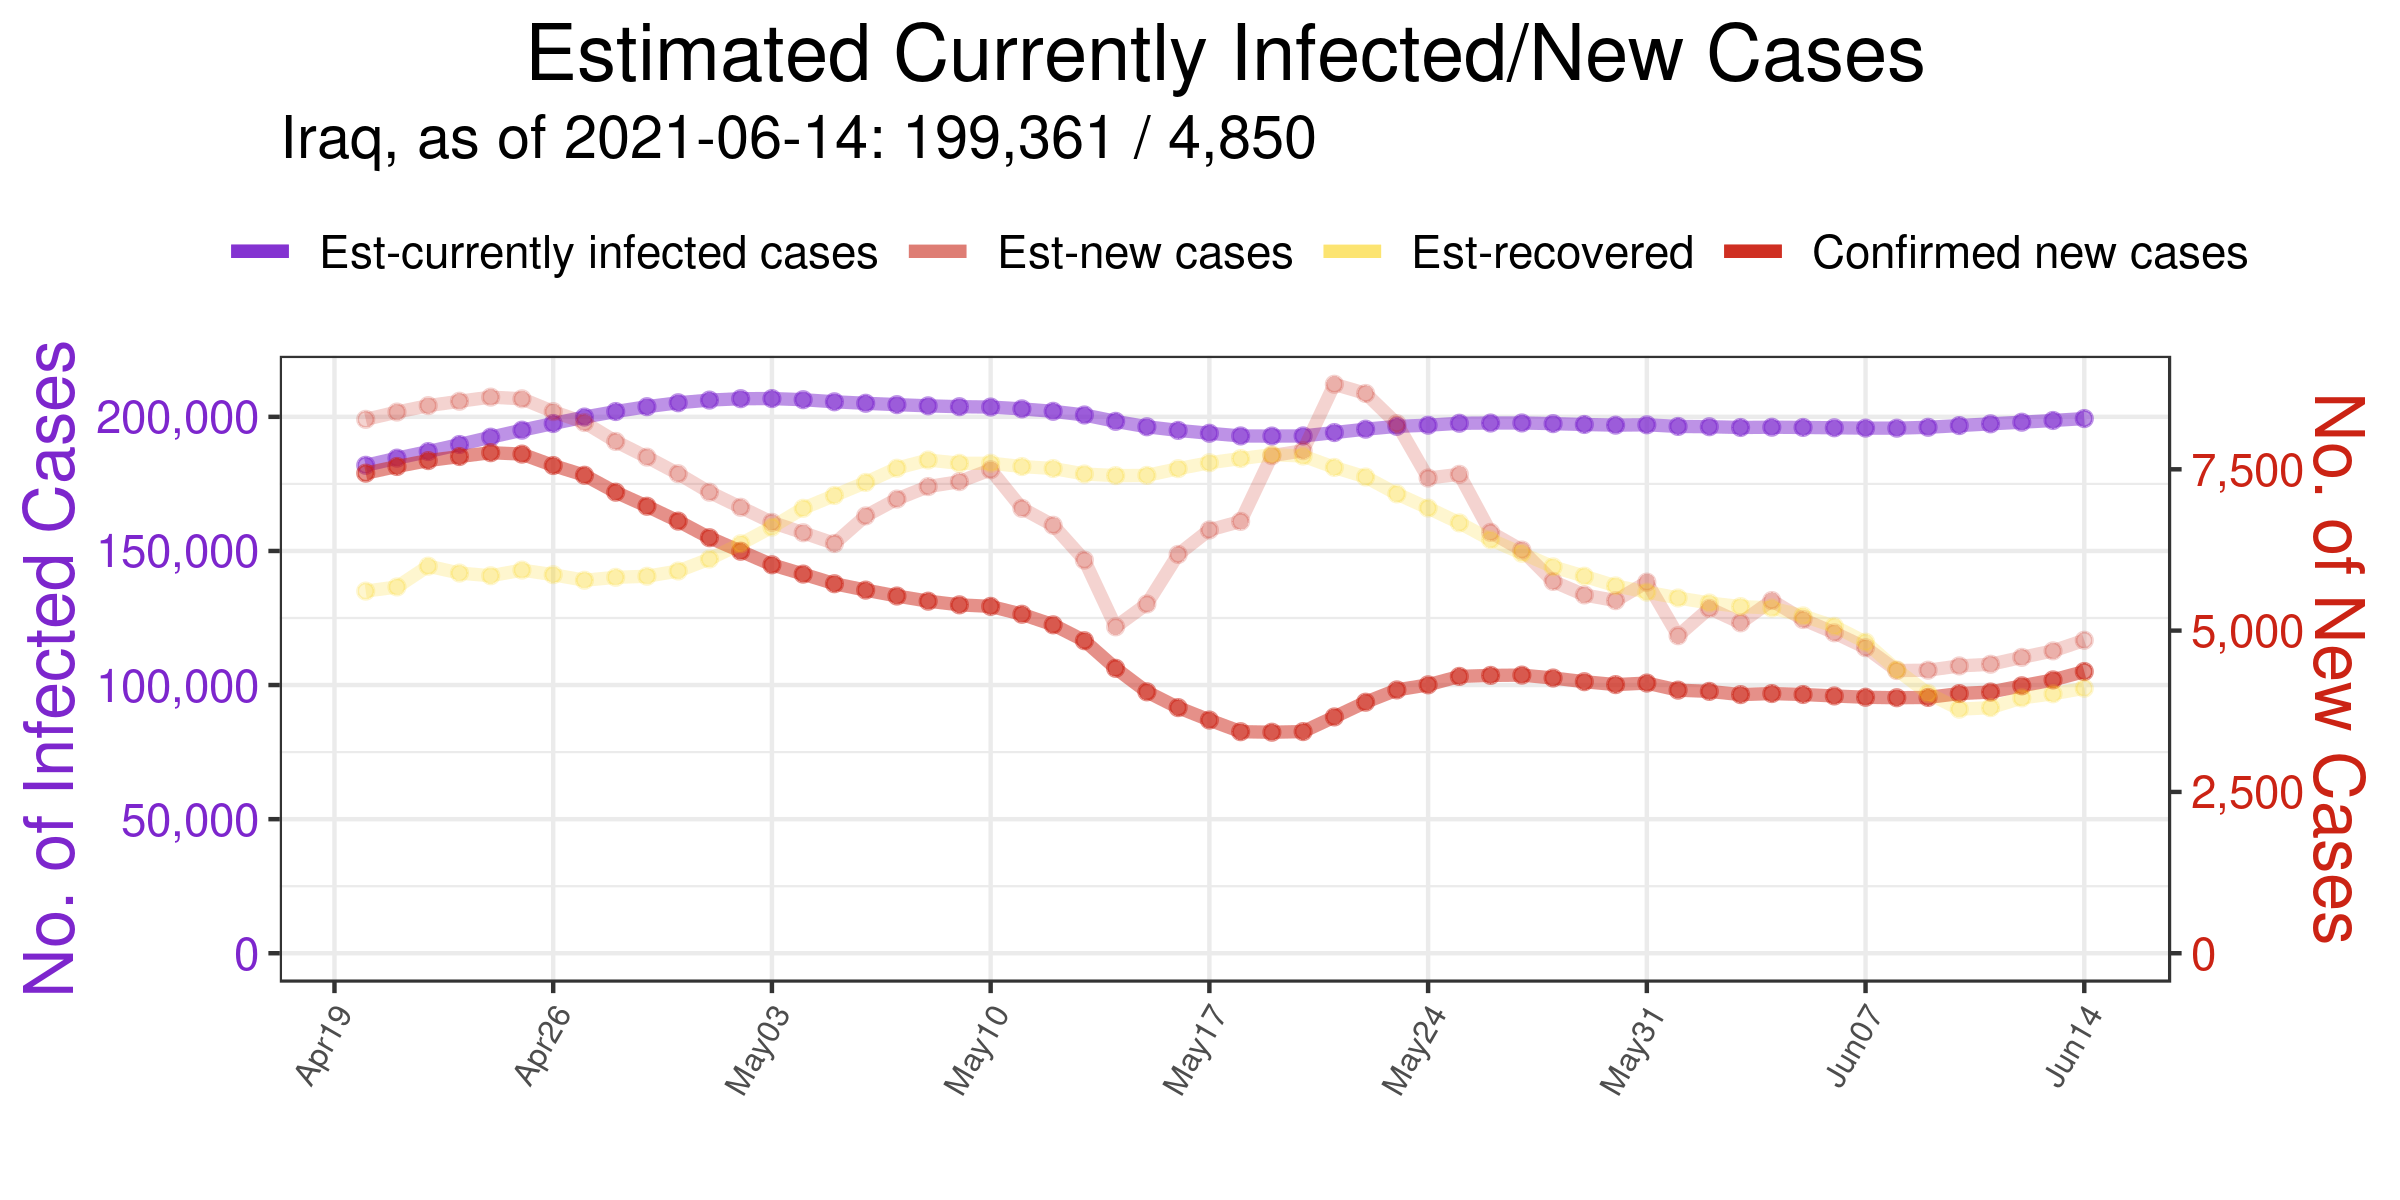 Estimated Currently Infected/New Cases
Iraq, as of 2021-06-14: 199,361 / 4,850
Est-currently infected cases Est-new cases Est-recovered Confirmed new cases
No. of Infected Cases
200,000
150,000
100,000
50,000
0
7,500
5,000
2,500
0
No. of New Cases
Apr19 Apr26 May03 May10 May17 May24 May31 Jun07 Jun14